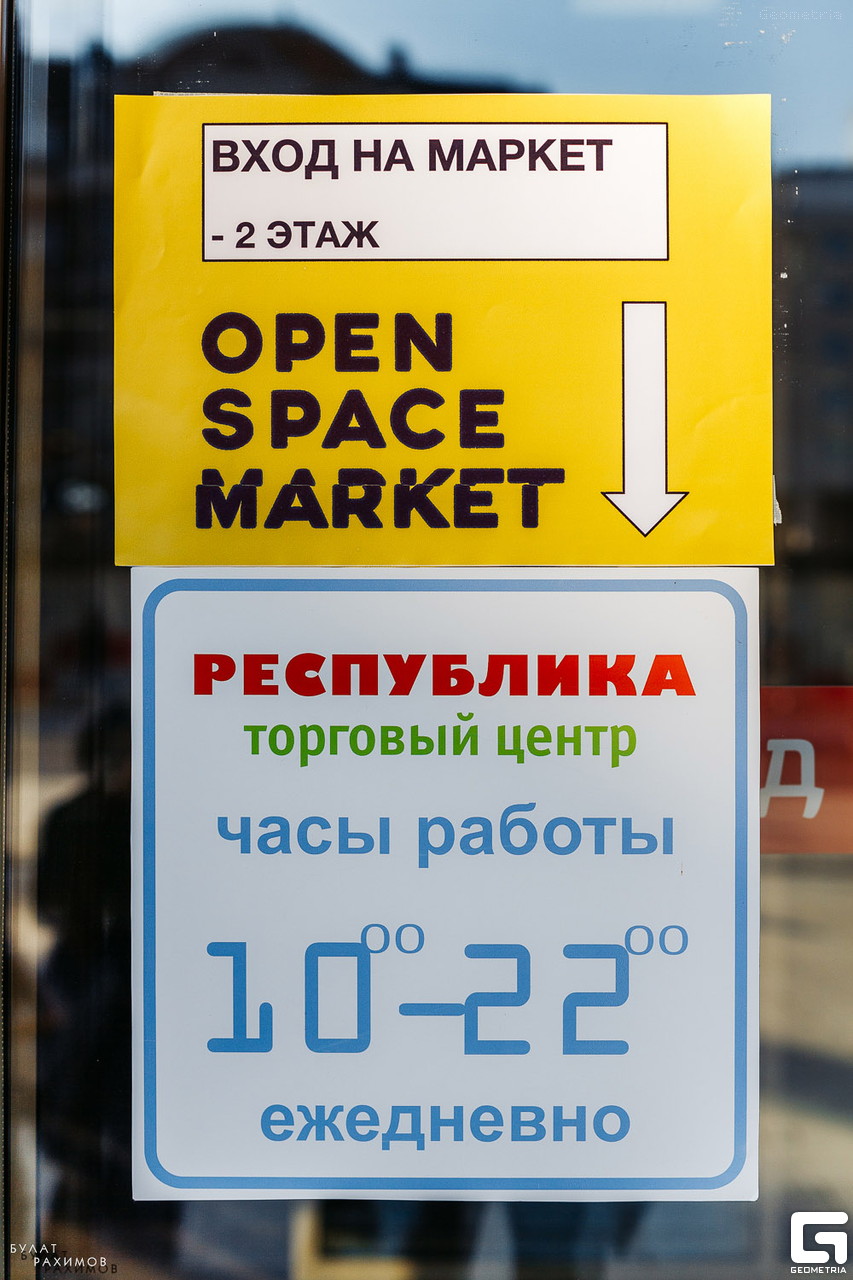 Geometria
ВХОД НА МАРКЕТ
- 2 ЭТАЖ
OPEN
SPACE
MARKET
РЕСПУБЛИКА
торговый центр
Д
часы работы
10⁰⁰–22⁰⁰
ежедневно
БУЛАТ
РАХИМОВ
GEOMETRIA